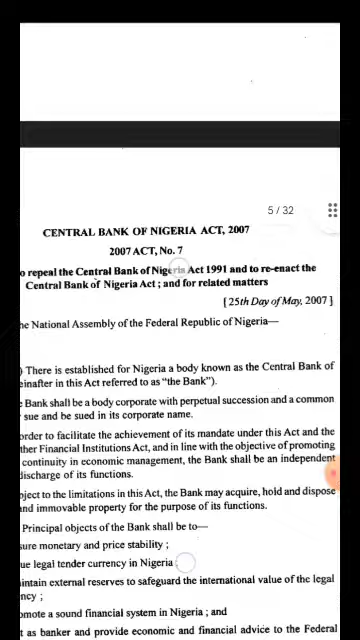 5 / 32
CENTRAL BANK OF NIGERIA ACT, 2007
2007 ACT, No. 7
o repeal the Central Bank of Nigeria Act 1991 and to re-enact the
Central Bank of Nigeria Act ; and for related matters
[ 25th Day of May, 2007 ]
he National Assembly of the Federal Republic of Nigeria—
) There is established for Nigeria a body known as the Central Bank of
einafter in this Act referred to as "the Bank").
Bank shall be a body corporate with perpetual succession and a common
sue and be sued in its corporate name.
order to facilitate the achievement of its mandate under this Act and the
ther Financial Institutions Act, and in line with the objective of promoting
continuity in economic management, the Bank shall be an independent
discharge of its functions.
bject to the limitations in this Act, the Bank may acquire, hold and dispose
and immovable property for the purpose of its functions.
Principal objects of the Bank shall be to—
sure monetary and price stability ;
ue legal tender currency in Nigeria ;
intain external reserves to safeguard the international value of the legal
ncy ;
omote a sound financial system in Nigeria ; and
t as banker and provide economic and financial advice to the Federal